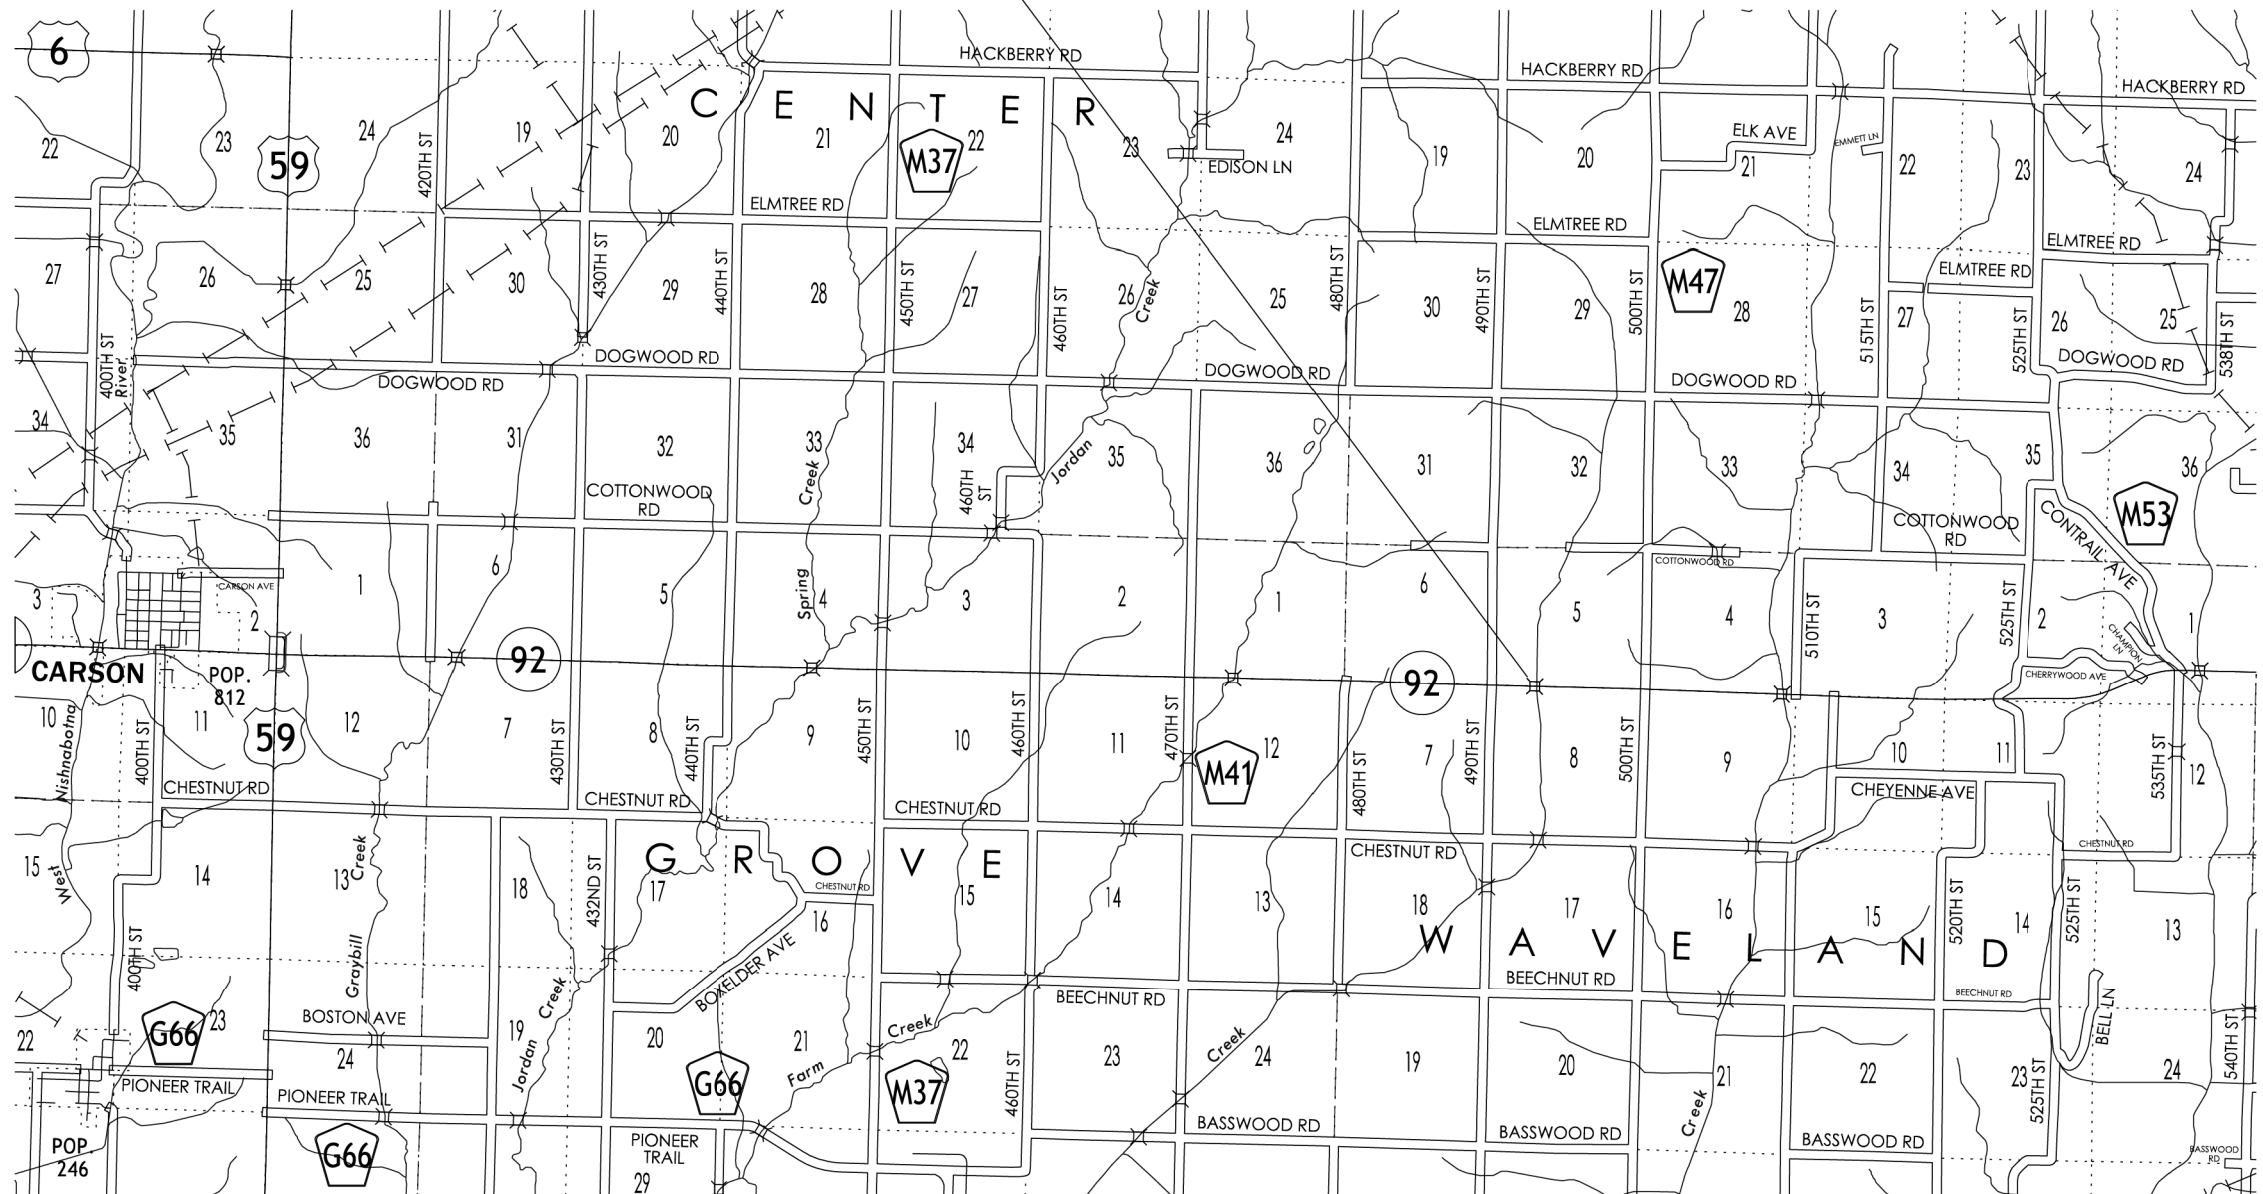 6
HACKBERRY RD
HACKBERRY RD
HACKBERRY RD
C E N T E R
22
23
24
19
20
21
22
23
24
19
20
21
22
23
24
59
420TH ST
M37
EDISON LN
ELK AVE
EMMETT LN
ELMTREE RD
ELMTREE RD
ELMTREE RD
ELMTREE RD
27
26
25
30
29
28
27
26
25
30
29
28
27
26
25
430TH ST
440TH ST
450TH ST
460TH ST
Creek
480TH ST
490TH ST
500TH ST
M47
515TH ST
525TH ST
538TH ST
400TH ST
River
DOGWOOD RD
DOGWOOD RD
DOGWOOD RD
DOGWOOD RD
DOGWOOD RD
34
35
36
31
32
33
34
35
36
31
32
33
34
35
36
Creek
Jordan
460TH
ST
COTTONWOOD
RD
COTTONWOOD
RD
COTTONWOOD RD
CONTRAIL AVE
M53
3
CARSON AVE
2
1
6
5
4
3
2
1
6
5
4
3
2
1
Spring
510TH ST
525TH ST
CHAMPION
LN
CHERRYWOOD AVE
CARSON
POP.
812
92
92
59
10
11
12
7
8
9
10
11
12
7
8
9
10
11
12
Nishnabotna
400TH ST
430TH ST
440TH ST
450TH ST
460TH ST
470TH ST
M41
480TH ST
490TH ST
500TH ST
535TH ST
CHESTNUT RD
CHESTNUT RD
CHESTNUT RD
CHESTNUT RD
CHEYENNE AVE
CHESTNUT RD
G R O V E
15
14
13
18
17
16
15
14
13
18
17
16
15
14
13
West
Creek
432ND ST
CHESTNUT RD
520TH ST
525TH ST
W A V E L A N D
400TH ST
Graybill
Jordan Creek
BOXELDER AVE
BEECHNUT RD
BEECHNUT RD
BEECHNUT RD
BELL LN
540TH ST
22
G66
23
BOSTON AVE
24
19
20
21
22
23
24
19
20
21
22
23
24
Farm Creek
Creek
Creek
G66
M37
460TH ST
525TH ST
PIONEER TRAIL
PIONEER TRAIL
PIONEER
TRAIL
BASSWOOD RD
BASSWOOD RD
BASSWOOD RD
BASSWOOD
RD
POP.
246
G66
29